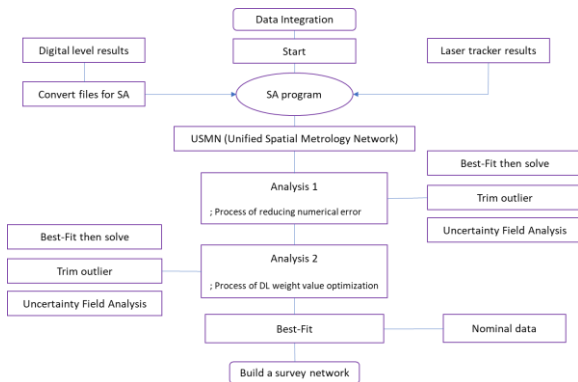 Data Integration
Digital level results
Start
Laser tracker results
Convert files for SA
SA program
USMN (Unified Spatial Metrology Network)
Best-Fit then solve
Analysis 1
; Process of reducing numerical error
Trim outlier
Uncertainty Field Analysis
Best-Fit then solve
Analysis 2
Trim outlier
; Process of DL weight value optimization
Uncertainty Field Analysis
Best-Fit
Nominal data
Build a survey network